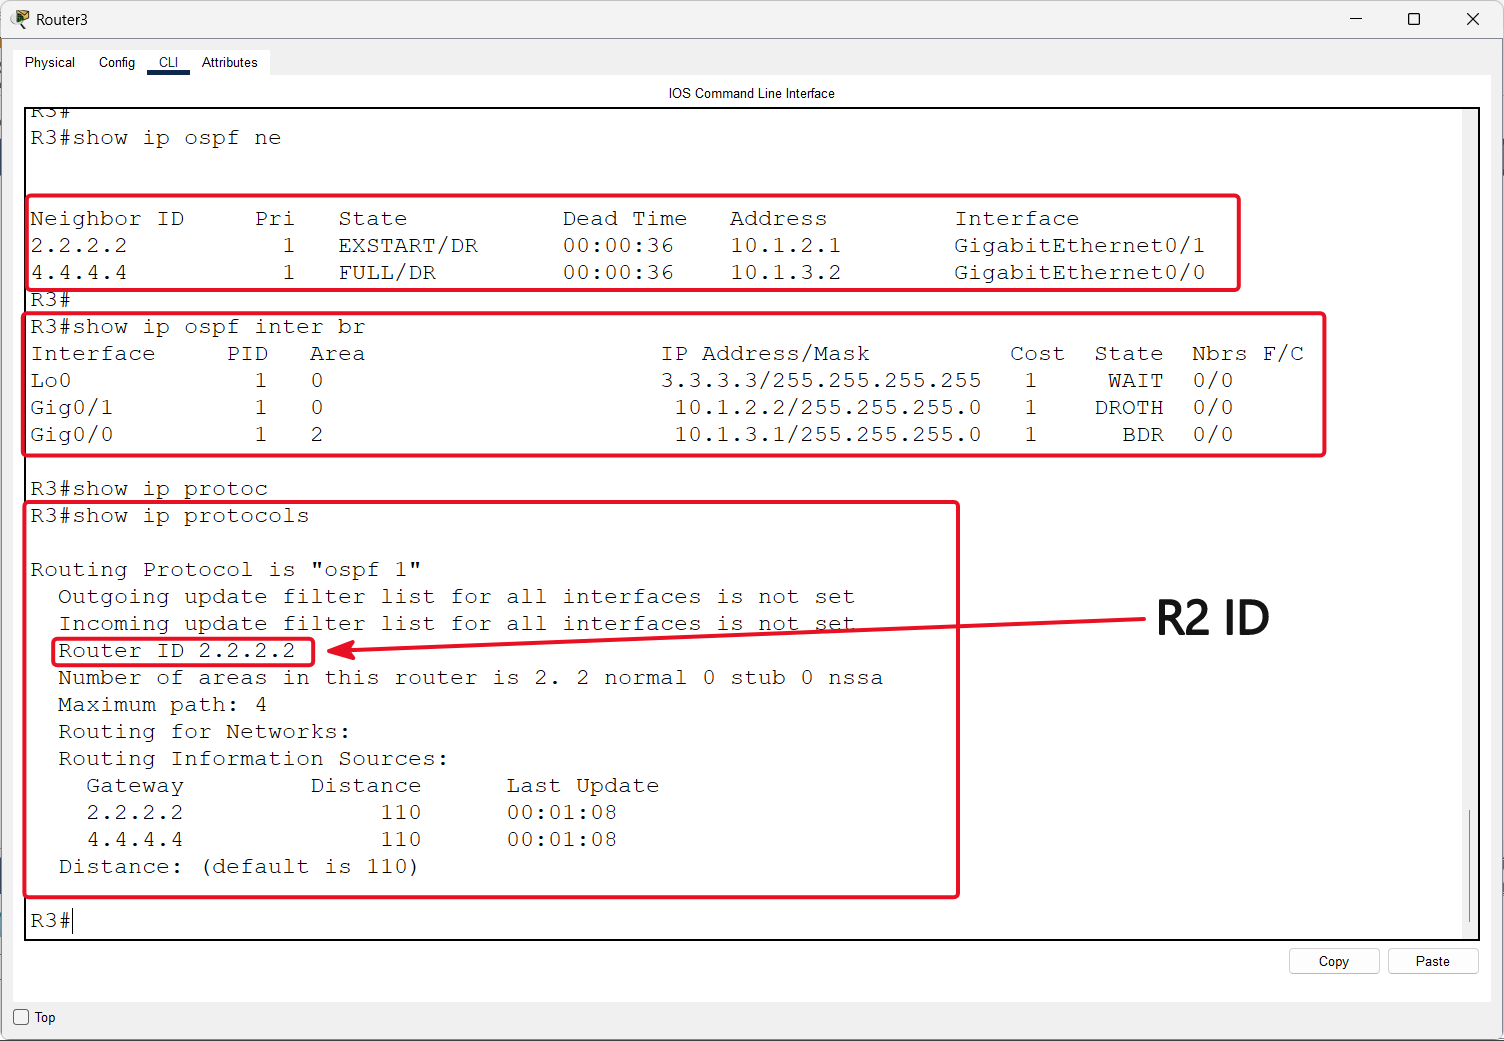 Router3
Physical Config CLI Attributes
IOS Command Line Interface
R3#
R3#show ip ospf ne
Neighbor ID Pri State Dead Time Address Interface
2.2.2.2 1 EXSTART/DR 00:00:36 10.1.2.1 GigabitEthernet0/1
4.4.4.4 1 FULL/DR 00:00:36 10.1.3.2 GigabitEthernet0/0
R3#
R3#show ip ospf inter br
Interface PID Area IP Address/Mask Cost State Nbrs F/C
Lo0 1 0 3.3.3.3/255.255.255.255 1 WAIT 0/0
Gig0/1 1 0 10.1.2.2/255.255.255.0 1 DROTH 0/0
Gig0/0 1 2 10.1.3.1/255.255.255.0 1 BDR 0/0
R3#show ip protoc
R3#show ip protocols
Routing Protocol is "ospf 1"
Outgoing update filter list for all interfaces is not set
Incoming update filter list for all interfaces is not set
Router ID 2.2.2.2
R2 ID
Number of areas in this router is 2. 2 normal 0 stub 0 nssa
Maximum path: 4
Routing for Networks:
Routing Information Sources:
Gateway Distance Last Update
2.2.2.2 110 00:01:08
4.4.4.4 110 00:01:08
Distance: (default is 110)
R3#
Copy Paste
Top